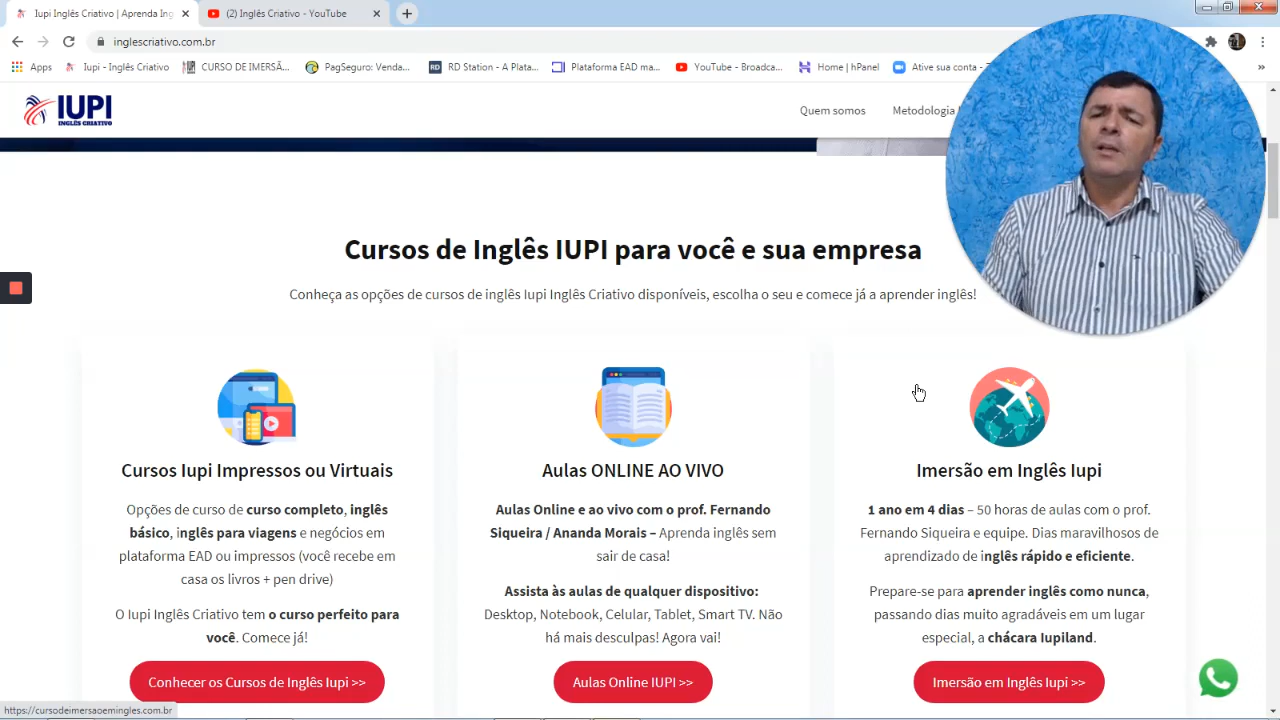 Iupi Inglês Criativo | Aprenda Ing
(2) Inglês Criativo - YouTube
inglescriativo.com.br
Apps
Iupi - Inglês Criativo
CURSO DE IMERSÃ...
PagSeguro: Venda...
RD Station - A Plata...
Plataforma EAD ma...
YouTube - Broadca...
Home | hPanel
Ative sua conta -
IUPI
INGLÊS CRIATIVO
Quem somos
Metodologia
Cursos de Inglês IUPI para você e sua empresa
Conheça as opções de cursos de inglês Iupi Inglês Criativo disponíveis, escolha o seu e comece já a aprender inglês!
Cursos Iupi Impressos ou Virtuais
Opções de curso de curso completo, inglês
básico, inglês para viagens e negócios em
plataforma EAD ou impressos (você recebe em
casa os livros + pen drive)
O Iupi Inglês Criativo tem o curso perfeito para
você. Comece já!
Conhecer os Cursos de Inglês Iupi >>
Aulas ONLINE AO VIVO
Aulas Online e ao vivo com o prof. Fernando
Siqueira / Ananda Morais – Aprenda inglês sem
sair de casa!
Assista às aulas de qualquer dispositivo:
Desktop, Notebook, Celular, Tablet, Smart TV. Não
há mais desculpas! Agora vai!
Aulas Online IUPI >>
Imersão em Inglês Iupi
1 ano em 4 dias – 50 horas de aulas com o prof.
Fernando Siqueira e equipe. Dias maravilhosos de
aprendizado de inglês rápido e eficiente.
Prepare-se para aprender inglês como nunca,
passando dias muito agradáveis em um lugar
especial, a chácara Iupiland.
Imersão em Inglês Iupi >>
https://cursodeimersaoemingles.com.br